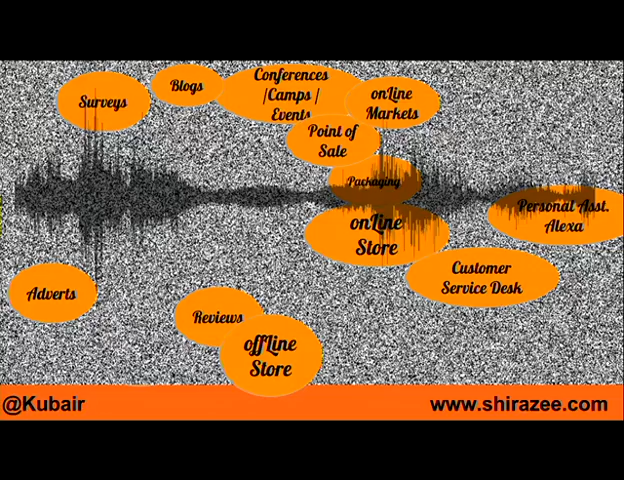 Surveys
Blogs
Conferences
/Camps /
Events
onLine
Markets
Point of
Sale
Packaging
onLine
Store
Personal Asst.
Alexa
Customer
Service Desk
Adverts
Reviews
offLine
Store
@Kubair
www.shirazee.com